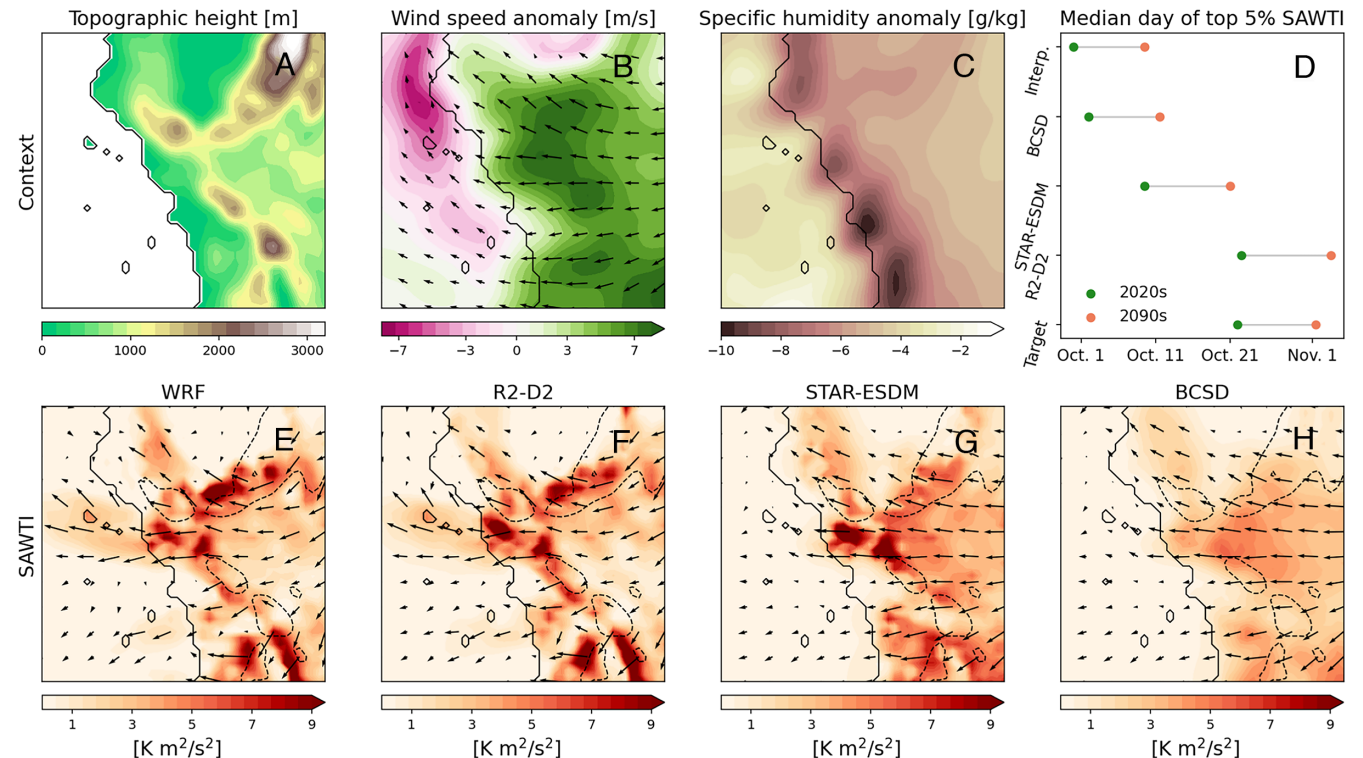 Topographic height [m]
Wind speed anomaly [m/s]
Specific humidity anomaly [g/kg]
Median day of top 5% SAWTI
Context
A
B
C
D
Interp.
BCSD
STAR-ESDM
R2-D2
Target
2020s
2090s
0 1000 2000 3000
−7 −3 0 3 7
−10 −8 −6 −4 −2
Oct. 1 Oct. 11 Oct. 21 Nov. 1
WRF
R2-D2
STAR-ESDM
BCSD
SAWTI
E
F
G
H
1 3 5 7 9
1 3 5 7 9
1 3 5 7 9
1 3 5 7 9
[K m²/s²]
[K m²/s²]
[K m²/s²]
[K m²/s²]